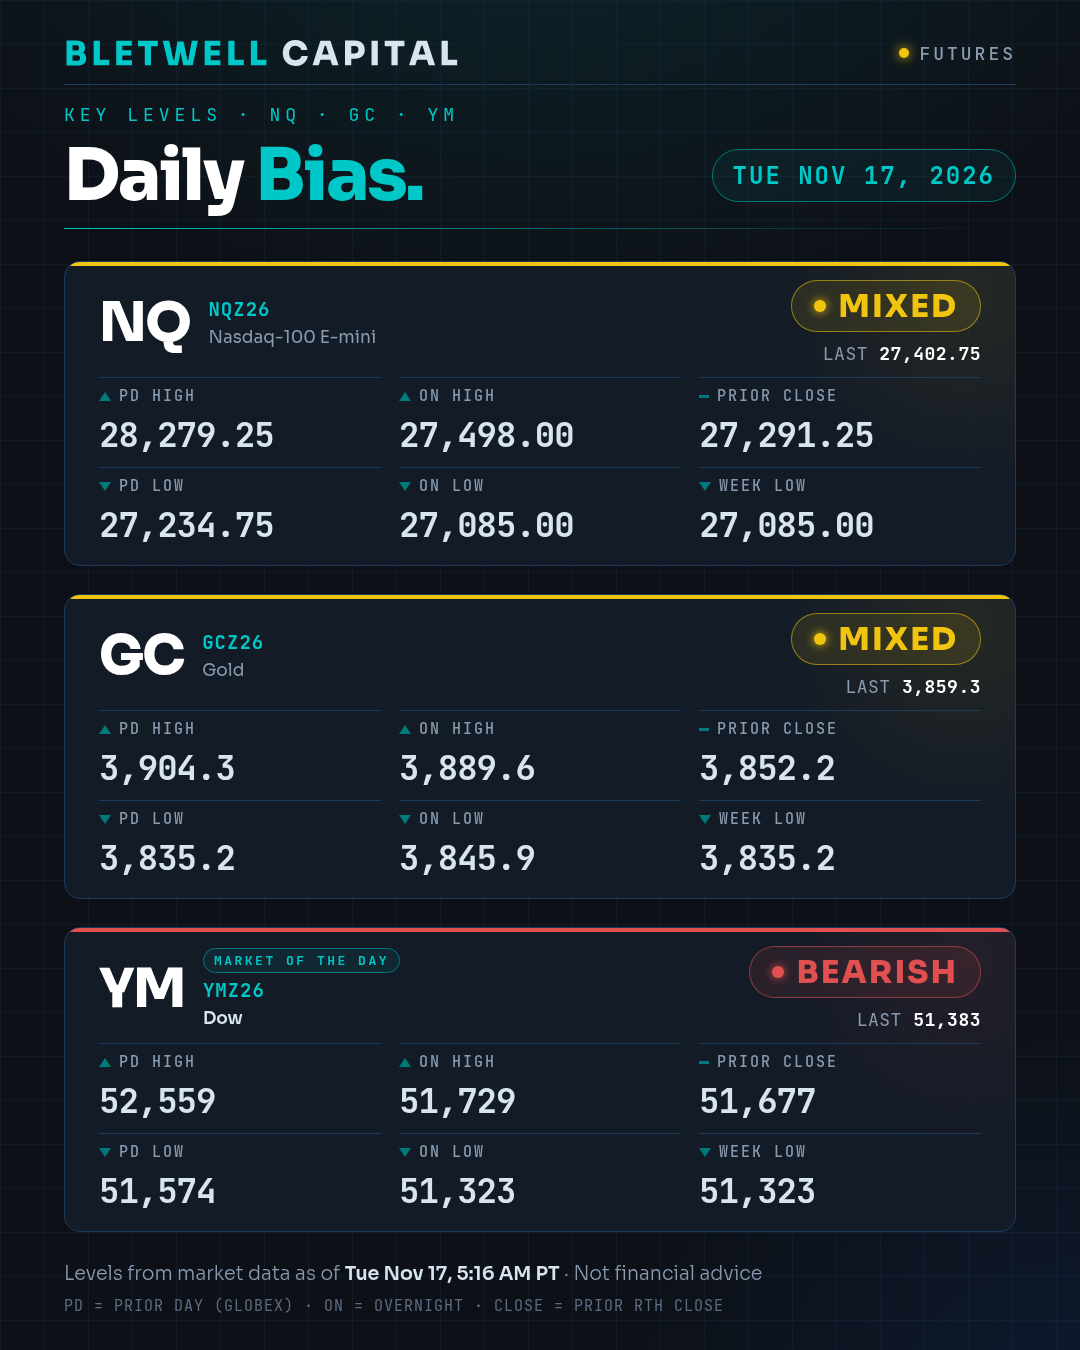 BLETWELL CAPITAL
FUTURES
KEY LEVELS · NQ · GC · YM
Daily Bias.
TUE NOV 17, 2026
NQ
NQZ26
Nasdaq-100 E-mini
MIXED
LAST 27,402.75
PD HIGH
ON HIGH
PRIOR CLOSE
28,279.25
27,498.00
27,291.25
PD LOW
ON LOW
WEEK LOW
27,234.75
27,085.00
27,085.00
GC
GCZ26
Gold
MIXED
LAST 3,859.3
PD HIGH
ON HIGH
PRIOR CLOSE
3,904.3
3,889.6
3,852.2
PD LOW
ON LOW
WEEK LOW
3,835.2
3,845.9
3,835.2
YM
MARKET OF THE DAY
YMZ26
Dow
BEARISH
LAST 51,383
PD HIGH
ON HIGH
PRIOR CLOSE
52,559
51,729
51,677
PD LOW
ON LOW
WEEK LOW
51,574
51,323
51,323
Levels from market data as of Tue Nov 17, 5:16 AM PT · Not financial advice
PD = PRIOR DAY (GLOBEX) · ON = OVERNIGHT · CLOSE = PRIOR RTH CLOSE